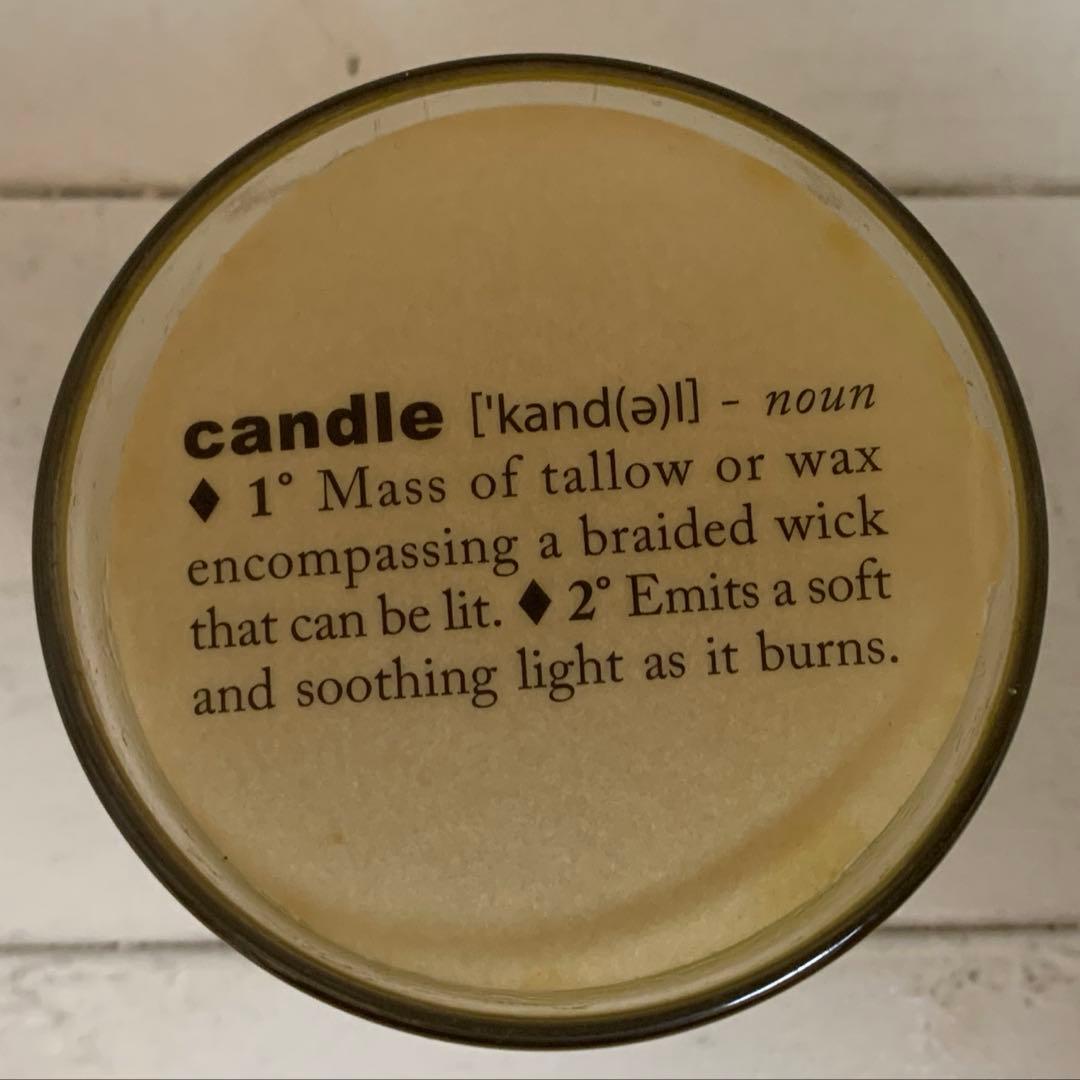 candle ['kand(ə)l] - noun
♦ 1° Mass of tallow or wax
encompassing a braided wick
that can be lit. ♦ 2° Emits a soft
and soothing light as it burns.